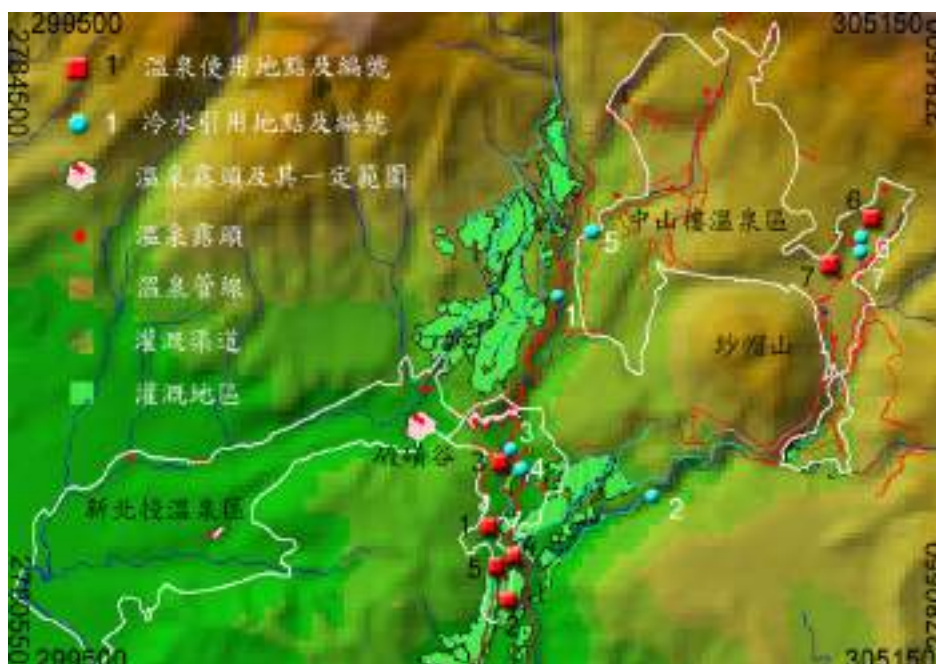 299500
305150
2784500
2784500
1 溫泉使用地點及編號
1 冷水引用地點及編號
溫泉露頭及其一定範圍
溫泉露頭
溫泉管線
灌溉渠道
灌溉地區
6
中山樓溫泉區
5
7
1
紗帽山
3
硫磺谷
3
4
新北投溫泉區
2
1
5
2
2780550
2780550
299500
305150